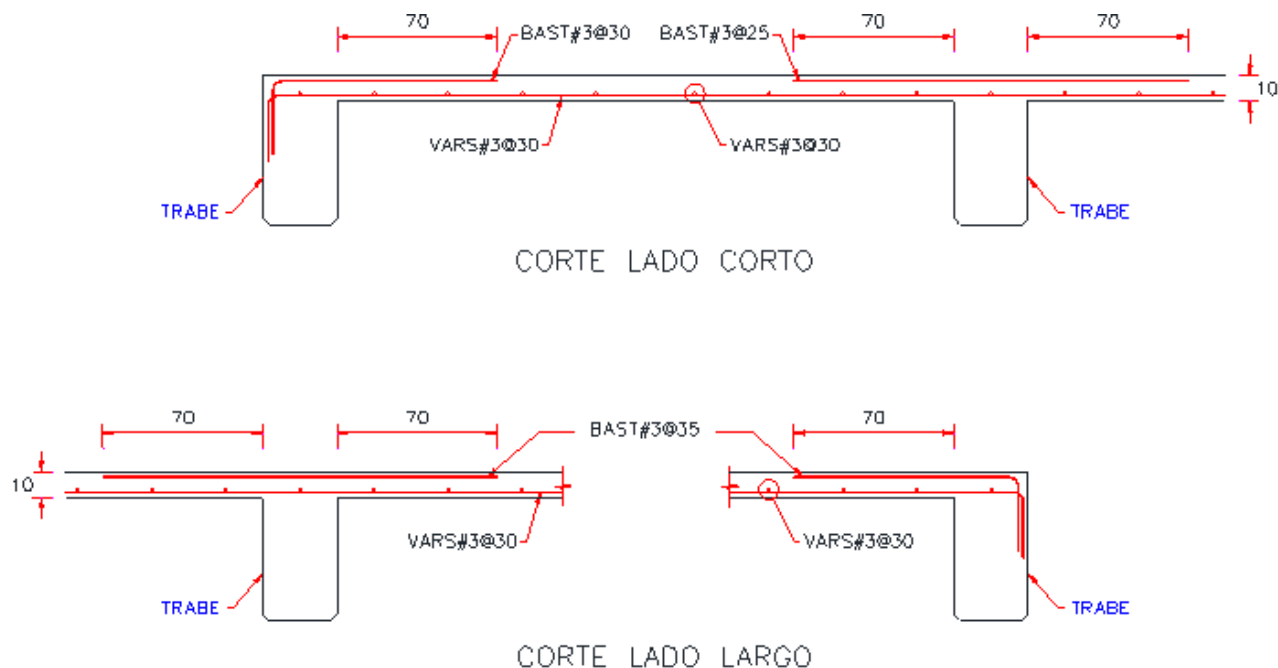 70 70 70
BAST#3@30 BAST#3@25
10
VARS#3@30 VARS#3@30
TRABE TRABE
CORTE LADO CORTO
70 70 70
BAST#3@35
10
VARS#3@30 VARS#3@30
TRABE TRABE
CORTE LADO LARGO